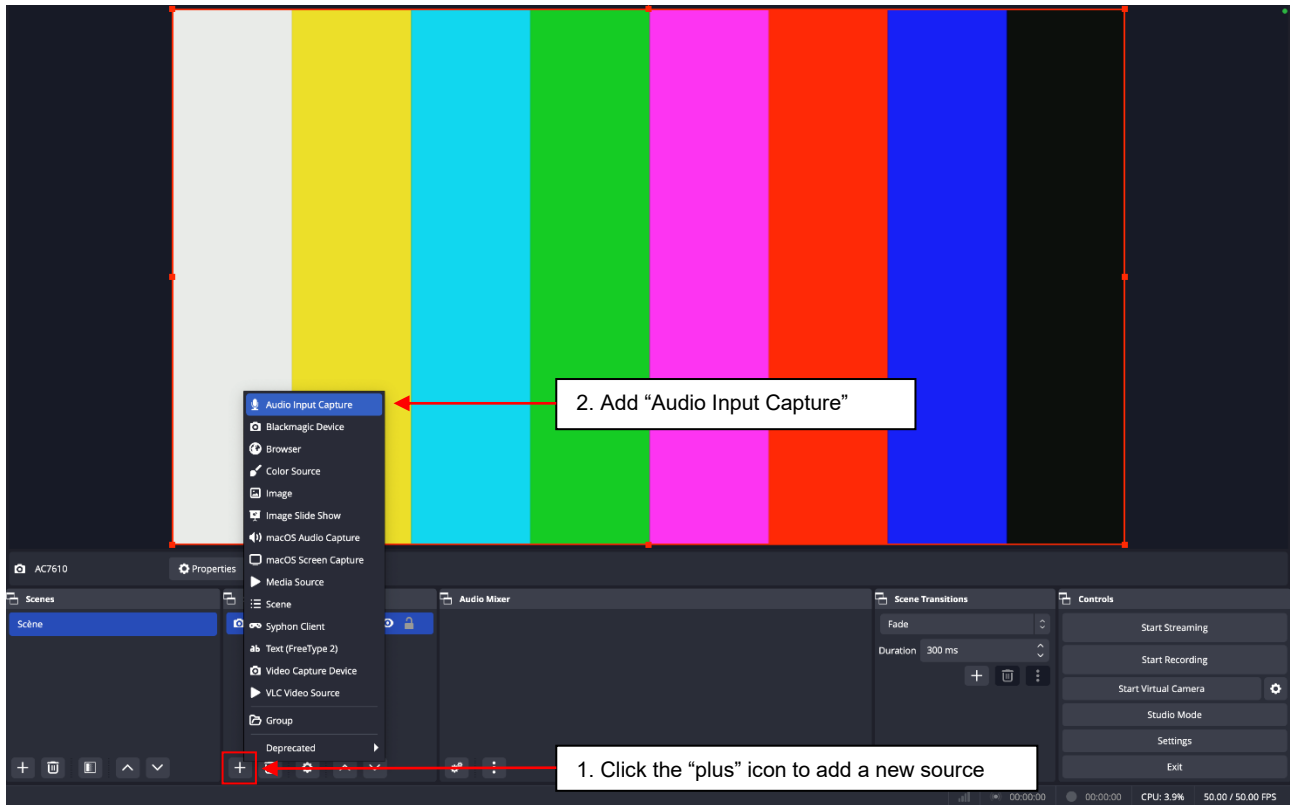 Audio Input Capture
Blackmagic Device
Browser
Color Source
Image
Image Slide Show
macOS Audio Capture
macOS Screen Capture
Media Source
Scene
Syphon Client
ab Text (FreeType 2)
Video Capture Device
VLC Video Source
Group
Deprecated
2. Add “Audio Input Capture”
AC7610
Properties
Scenes
Scène
Audio Mixer
Scene Transitions
Fade
Duration 300 ms
Controls
Start Streaming
Start Recording
Start Virtual Camera
Studio Mode
Settings
Exit
1. Click the “plus” icon to add a new source
00:00:00 00:00:00 CPU: 3.9% 50.00 / 50.00 FPS